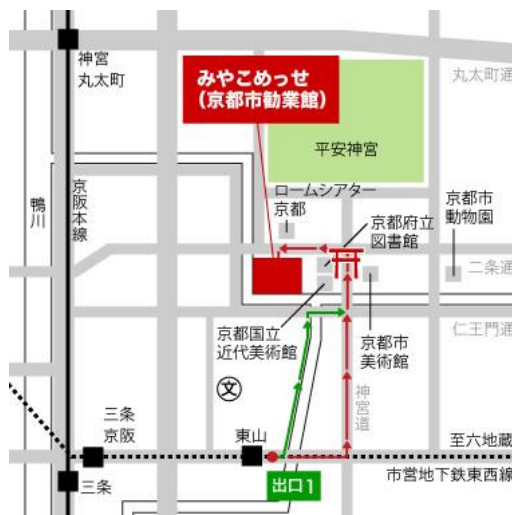 神宮
丸太町
みやこめっせ
(京都市勧業館)
丸太町通
平安神宮
鴨川
京阪本線
ロームシアター
京都
京都府立
図書館
京都市
動物園
二条通
京都国立
近代美術館
京都市
美術館
仁王門通
神宮道
文
三条
京阪
東山
至六地蔵
三条
出口1
市営地下鉄東西線